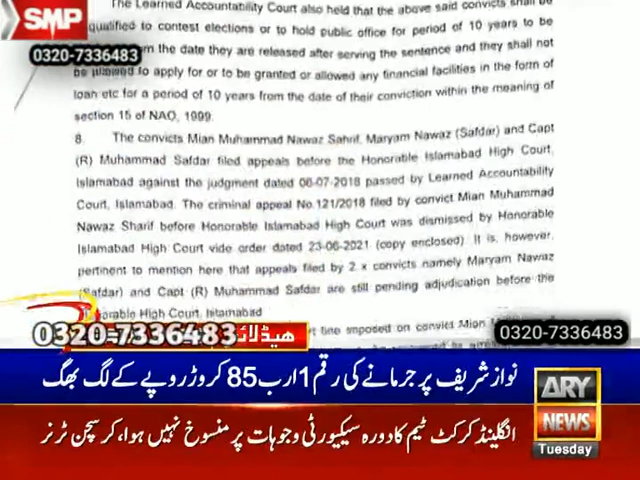 The Learned Accountability Court also held that the above said convicts shall be
qualified to contest elections or to hold public office for period of 10 years to be
from the date they are released after serving the sentence and they shall not
be allowed to apply for or to be granted or allowed any financial facilities in the form of
loan etc for a period of 10 years from the date of their conviction within the meaning of
section 15 of NAO, 1999.
8. The convicts Mian Muhammad Nawaz Sahrif, Maryam Nawaz (Safdar) and Capt
(R) Muhammad Safdar filed appeals before the Honorable Islamabad High Court,
Islamabad against the judgment dated 06-07-2018 passed by Learned Accountability
Court, Islamabad. The criminal appeal No.121/2018 filed by convict Mian Muhammad
Nawaz Sharif before Honorable Islamabad High Court was dismissed by Honorable
Islamabad High Court vide order dated 23-06-2021 (copy enclosed). It is, however,
pertinent to mention here that appeals filed by 2 x convicts namely Maryam Nawaz
(Safdar) and Capt (R) Muhammad Safdar are still pending adjudication before the
Honorable High Court, Islamabad
imposed on convict Mian
SMP
0320-7336483
0320-7336483
ہیڈلائنز
0320-7336483
نواز شریف پر جرمانے کی رقم 1 ارب 85 کروڑ روپے کے لگ بھگ
انگلینڈ کرکٹ ٹیم کا دورہ سیکیورٹی وجوہات پر منسوخ نہیں ہوا، کرسچن ٹرنر
ARY
NEWS
Tuesday